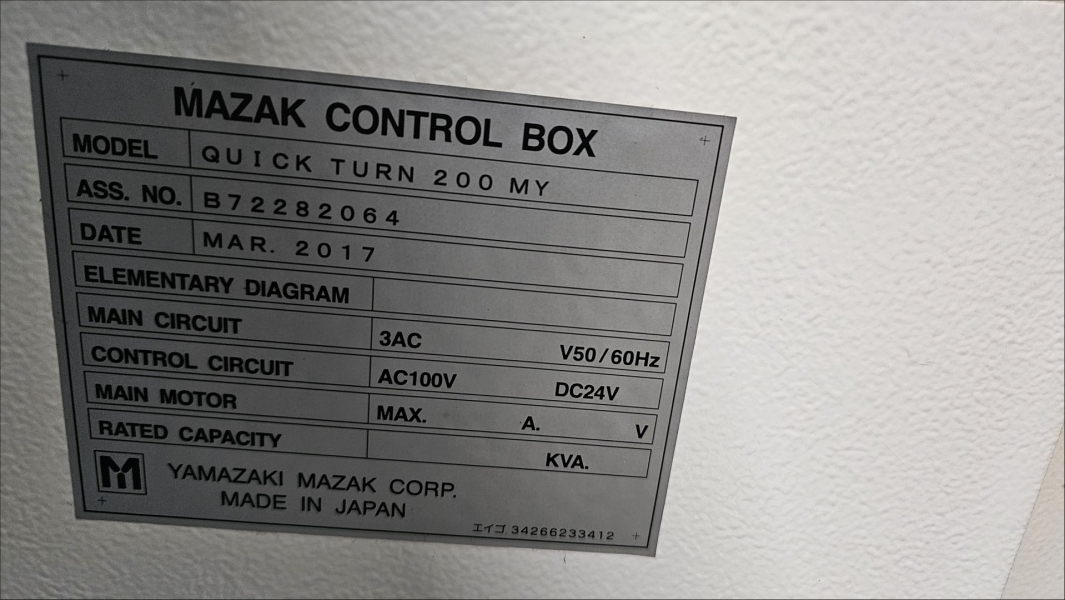 MAZAK CONTROL BOX
MODEL QUICK TURN 200 MY
ASS. NO. B72282064
DATE MAR. 2017
ELEMENTARY DIAGRAM
MAIN CIRCUIT 3AC V50/60Hz
CONTROL CIRCUIT AC100V DC24V
MAIN MOTOR MAX. A. V
RATED CAPACITY KVA.
M YAMAZAKI MAZAK CORP.
MADE IN JAPAN
エイゴ 34266233412